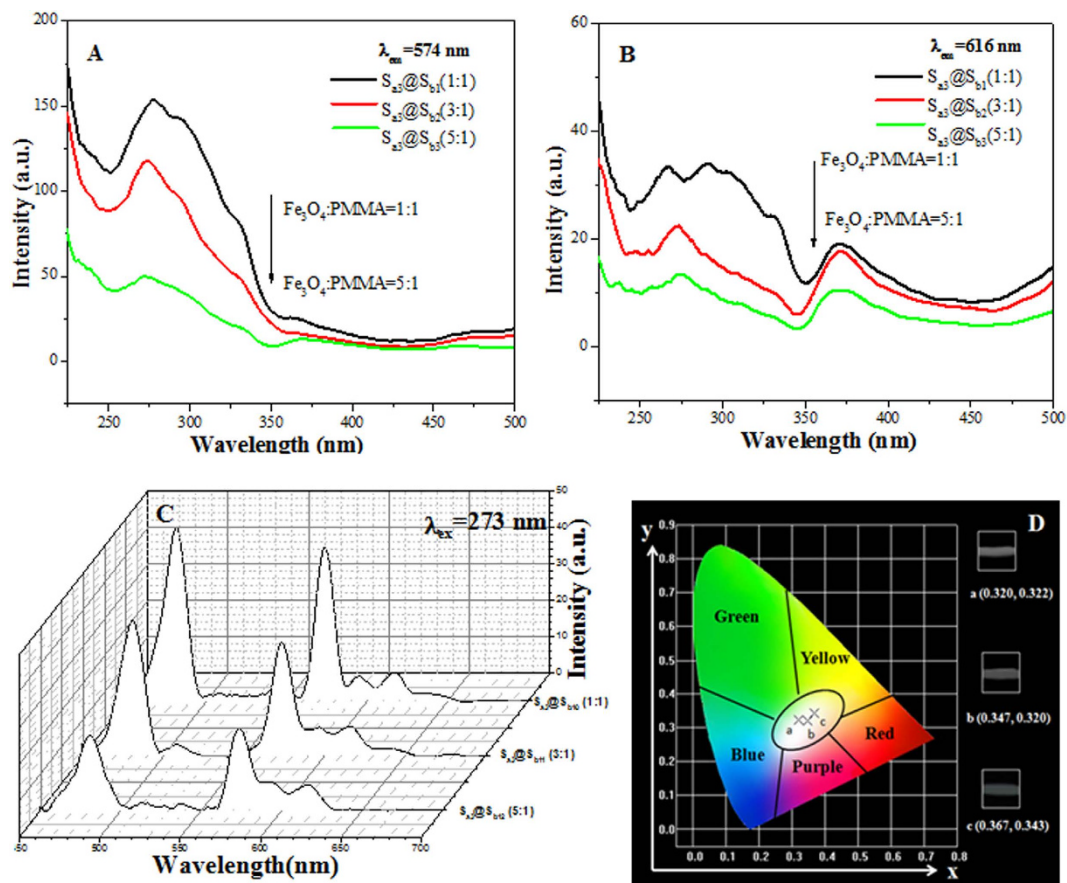 A
λem=574 nm
Sa5@Sb1(1:1)
Sa5@Sb2(3:1)
Sa5@Sb3(5:1)
Fe3O4:PMMA=1:1
Fe3O4:PMMA=5:1
200
150
100
50
0
Intensity (a.u.)
250 300 350 400 450 500
Wavelength (nm)
B
λem=616 nm
Sa5@Sb1(1:1)
Sa5@Sb2(3:1)
Sa5@Sb3(5:1)
Fe3O4:PMMA=1:1
Fe3O4:PMMA=5:1
60
40
20
0
Intensity (a.u.)
250 300 350 400 450 500
Wavelength (nm)
C
λex=273 nm
50
40
30
20
10
0
Intensity (a.u.)
(1:1)
(3:1)
(5:1)
450 500 550 600 650 700
Wavelength(nm)
D
y
0.9
0.8
0.7
0.6
0.5
0.4
0.3
0.2
0.1
0.0
Green
Yellow
Red
Blue
Purple
a b c
0.0 0.1 0.2 0.3 0.4 0.5 0.6 0.7 0.8
x
a (0.320, 0.322)
b (0.347, 0.320)
c (0.367, 0.343)